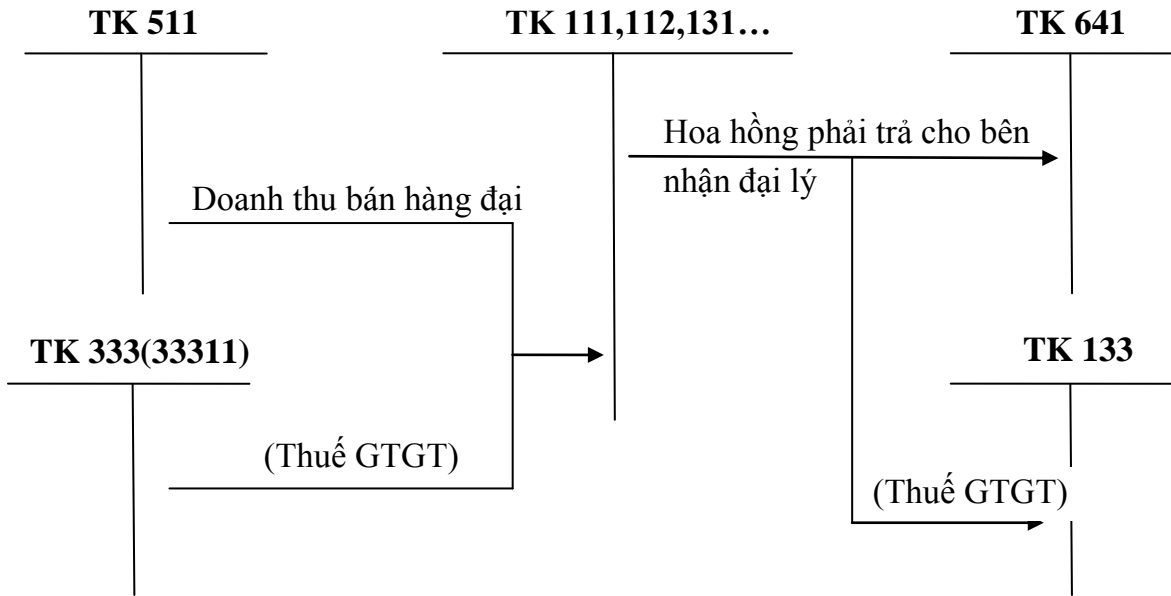 TK 511
TK 111,112,131…
TK 641
Hoa hồng phải trả cho bên
nhận đại lý
Doanh thu bán hàng đại
TK 333(33311)
TK 133
(Thuế GTGT)
(Thuế GTGT)